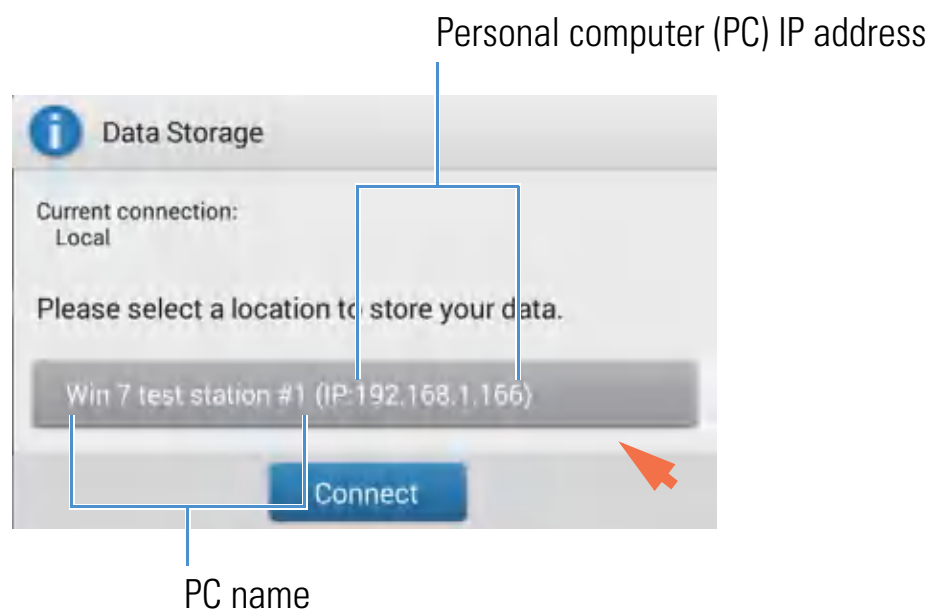 Personal computer (PC) IP address
Data Storage
Current connection:
Local
Please select a location to store your data.
Win 7 test station #1 (IP:192.168.1.166)
Connect
PC name